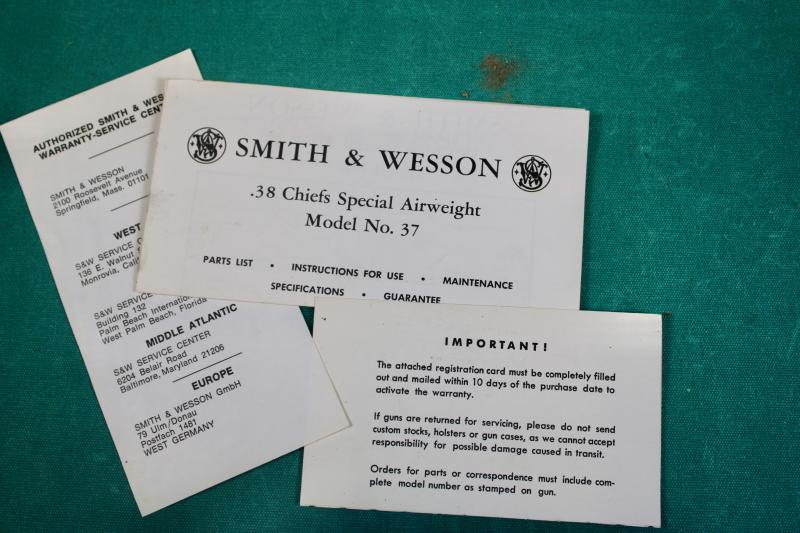 AUTHORIZED SMITH & WES
WARRANTY-SERVICE CENT
SMITH & WESSON
2100 Roosevelt Avenue
Springfield, Mass. 01101
WEST
S&W SERVICE C
136 E. Walnut
Monrovia, Calif
S&W SERVICE
Building 132
Palm Beach Internation
West Palm Beach, Florida
MIDDLE ATLANTIC
S&W SERVICE CENTER
6204 Belair Road
Baltimore, Maryland 21206
EUROPE
SMITH & WESSON GmbH
79 Ulm/Donau
Postfach 1481
WEST GERMANY
SMITH & WESSON
.38 Chiefs Special Airweight
Model No. 37
PARTS LIST • INSTRUCTIONS FOR USE • MAINTENANCE
SPECIFICATIONS • GUARANTEE
IMPORTANT!
The attached registration card must be completely filled
out and mailed within 10 days of the purchase date to
activate the warranty.
If guns are returned for servicing, please do not send
custom stocks, holsters or gun cases, as we cannot accept
responsibility for possible damage caused in transit.
Orders for parts or correspondence must include com-
plete model number as stamped on gun.